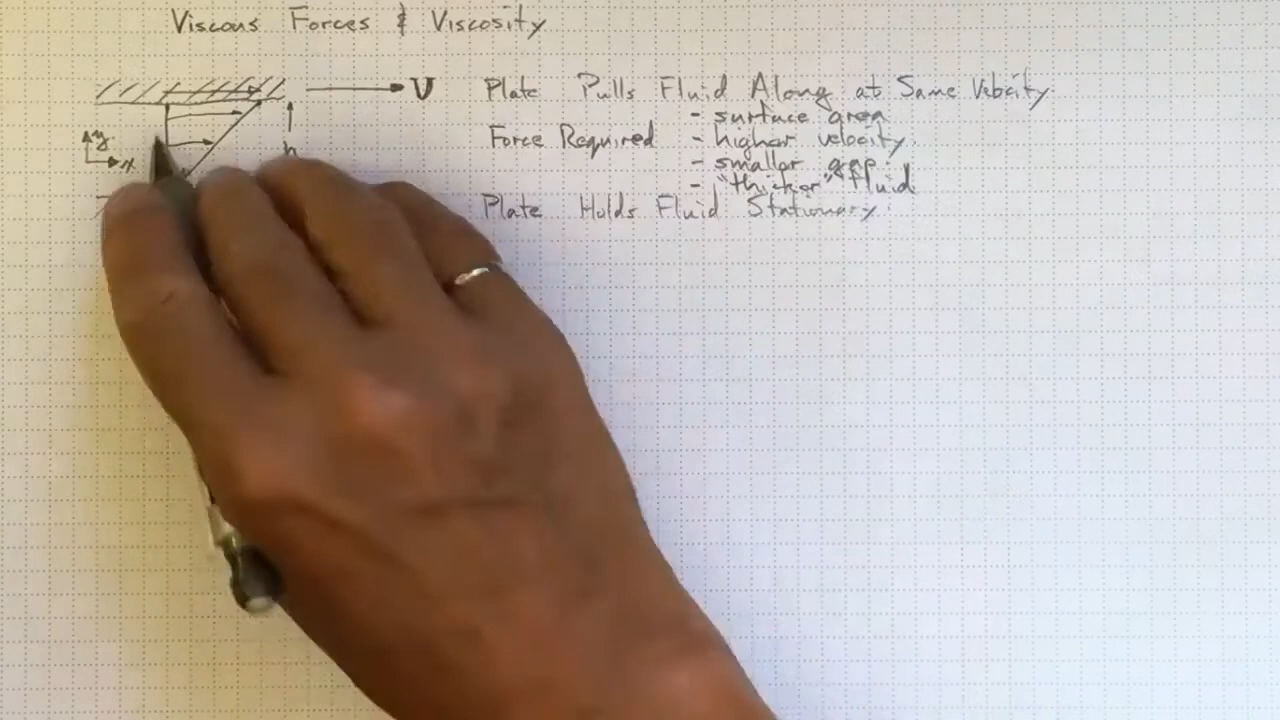 Viscous Forces & Viscosity
U Plate Pulls Fluid Along at Same Velocity.
- surface area
y
Force Required - higher velocity.
h
x
- smaller gap
- "thicker" fluid
Plate Holds Fluid Stationary.